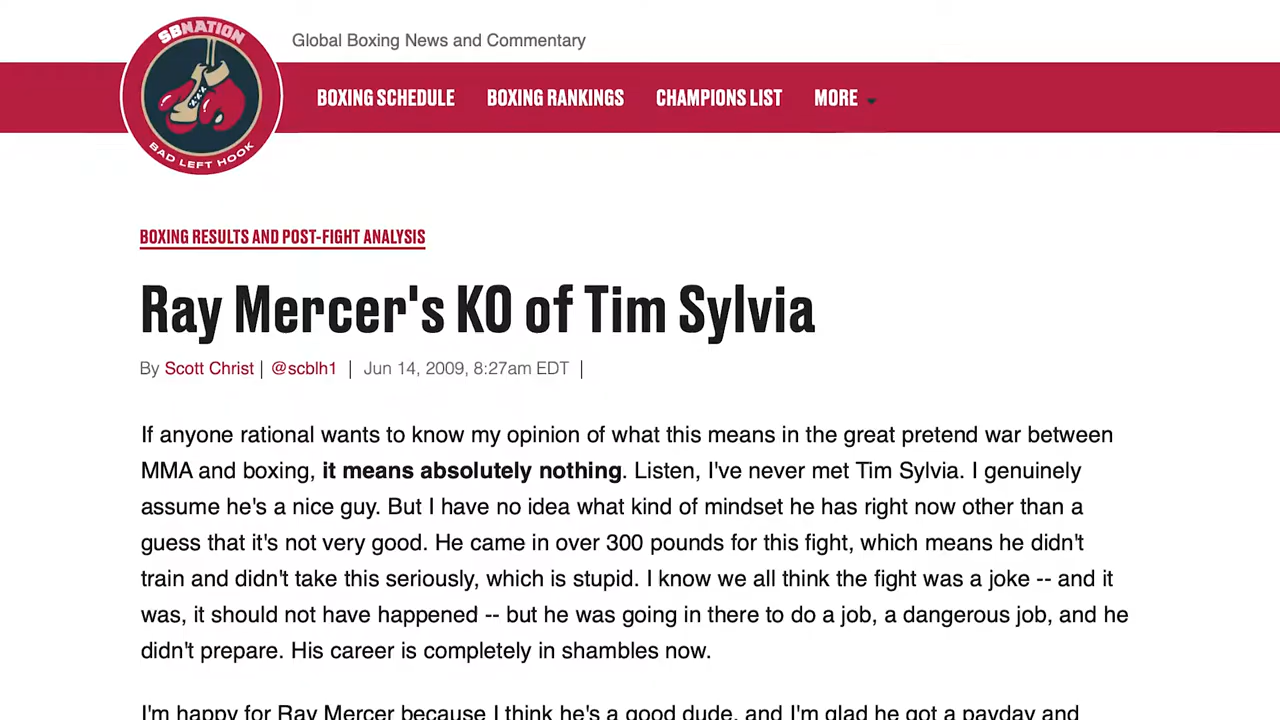 SBNATION
BAD LEFT HOOK
Global Boxing News and Commentary
BOXING SCHEDULE BOXING RANKINGS CHAMPIONS LIST MORE
BOXING RESULTS AND POST-FIGHT ANALYSIS
Ray Mercer's KO of Tim Sylvia
By Scott Christ | @scblh1 | Jun 14, 2009, 8:27am EDT |
If anyone rational wants to know my opinion of what this means in the great pretend war between
MMA and boxing, it means absolutely nothing. Listen, I've never met Tim Sylvia. I genuinely
assume he's a nice guy. But I have no idea what kind of mindset he has right now other than a
guess that it's not very good. He came in over 300 pounds for this fight, which means he didn't
train and didn't take this seriously, which is stupid. I know we all think the fight was a joke -- and it
was, it should not have happened -- but he was going in there to do a job, a dangerous job, and he
didn't prepare. His career is completely in shambles now.
I'm happy for Ray Mercer because I think he's a good dude, and I'm glad he got a payday and